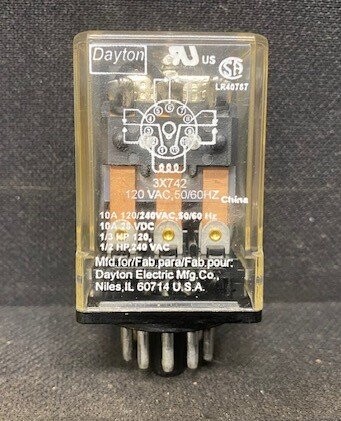 Dayton
RU US
SA
LR40787
3X742
120 VAC,50/60HZ
China
10A 120/240VAC,50/60 Hz
10A 28 VDC
1/3 HP 120,
1/2 HP,240 VAC
Mfd.for/Fab.para/Fab.pour:
Dayton Electric Mfg.Co.,
Niles,IL 60714 U.S.A.